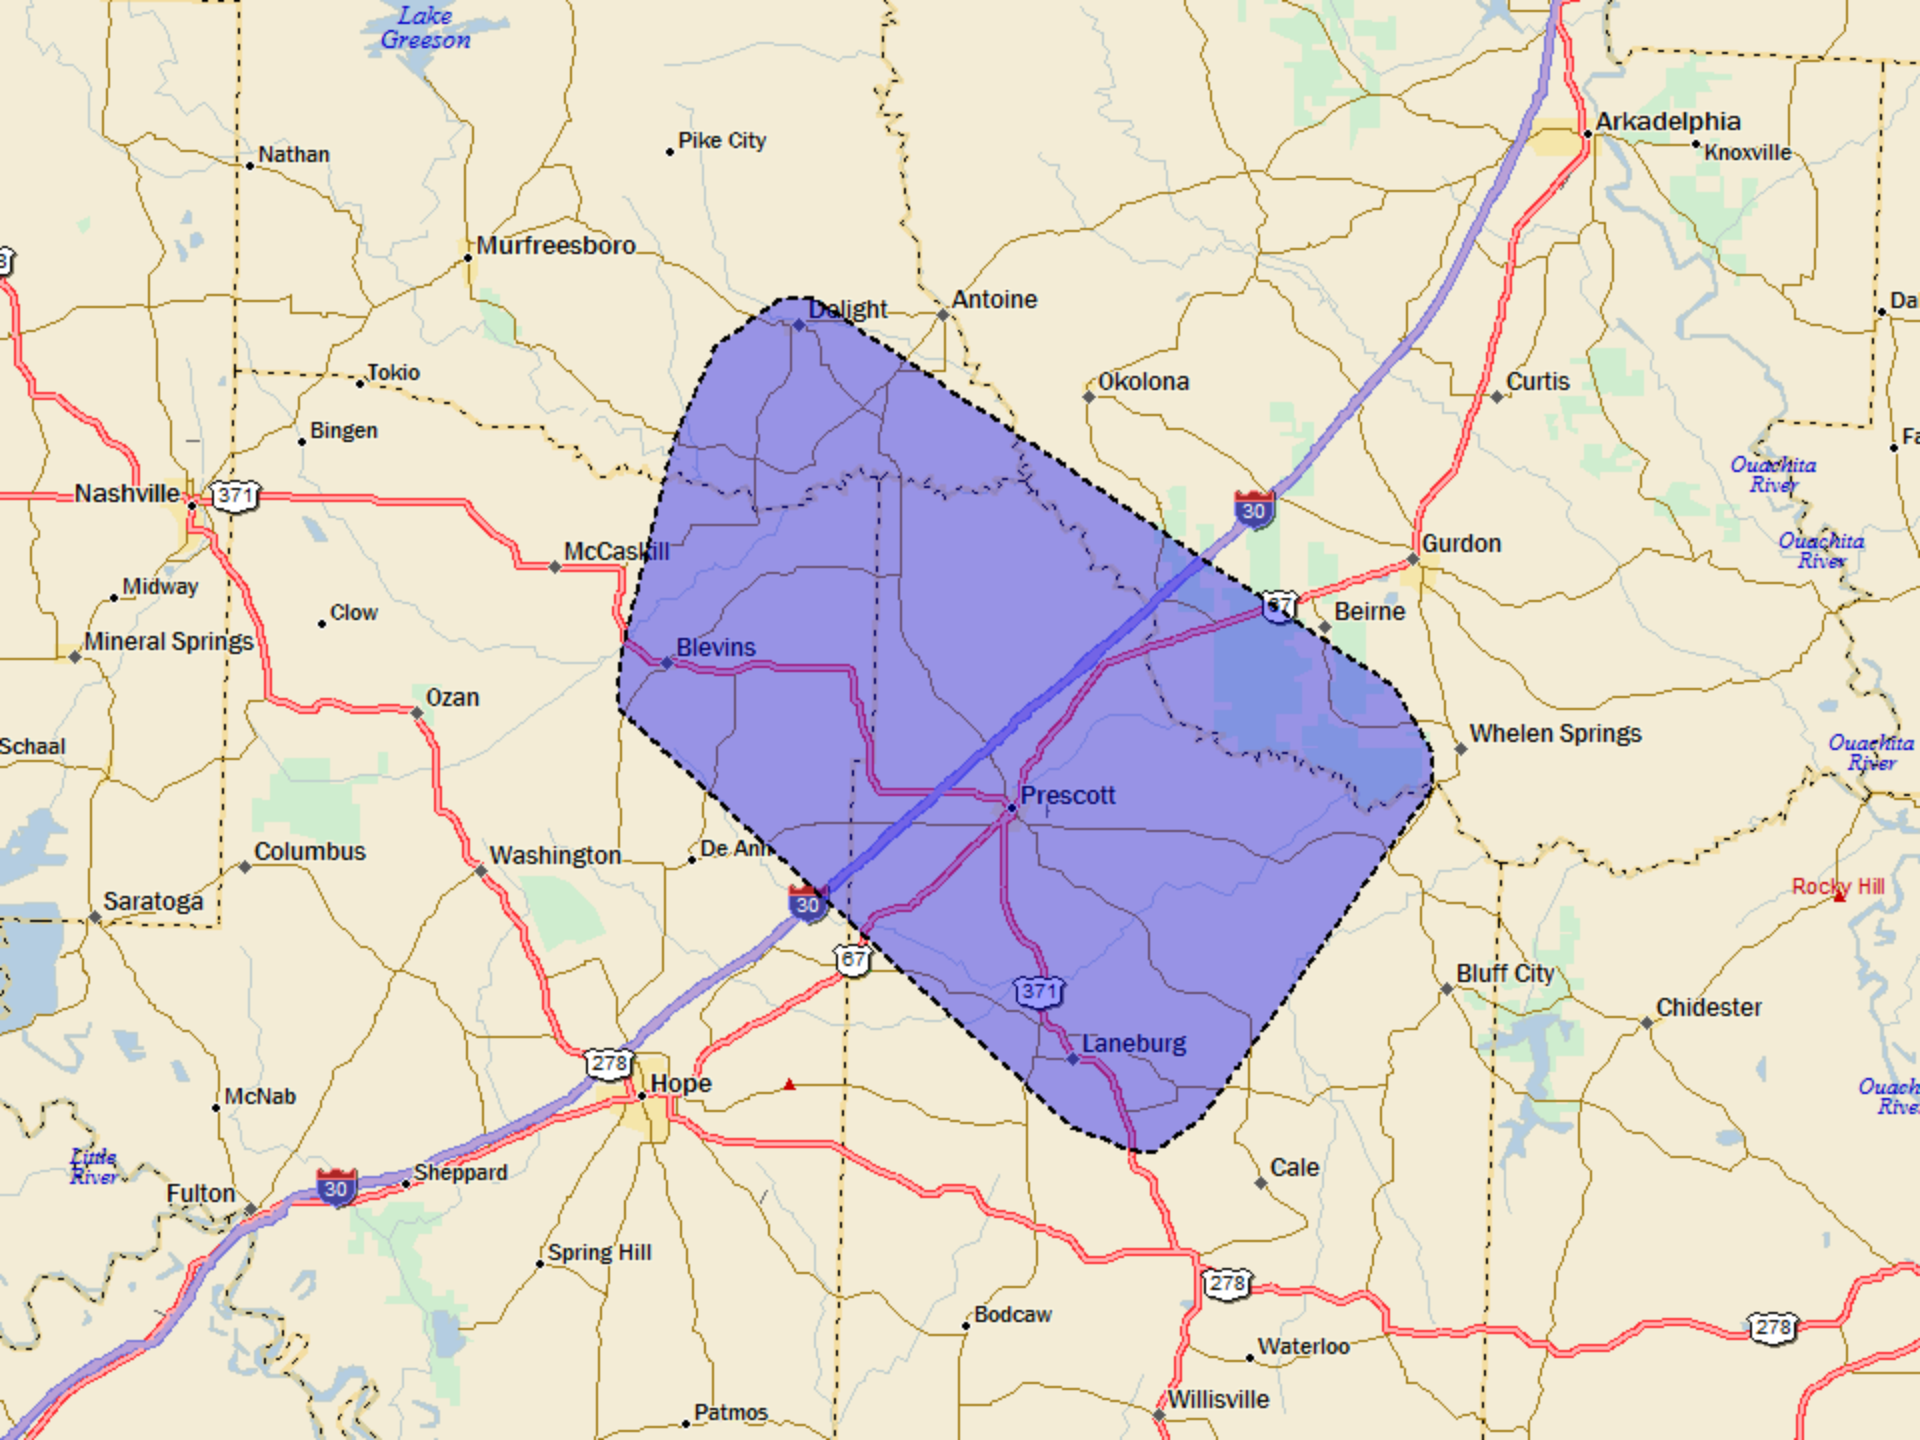 Lake
Greeson
Arkadelphia
Knoxville
Pike City
Nathan
Murfreesboro
Delight
Antoine
Tokio
Okolona
Curtis
Bingen
Ouachita
River
Nashville
371
30
McCaskill
Gurdon
Ouachita
River
Midway
67
Beirne
Clow
Mineral Springs
Blevins
Ozan
Whelen Springs
Schaal
Ouachita
River
Prescott
Columbus
Washington
De Ann
Rocky Hill
Saratoga
30
67
Bluff City
371
Chidester
Laneburg
278
Hope
McNab
Little
River
Sheppard
30
Fulton
Cale
Spring Hill
278
Bodcaw
278
Waterloo
Willisville
Patmos